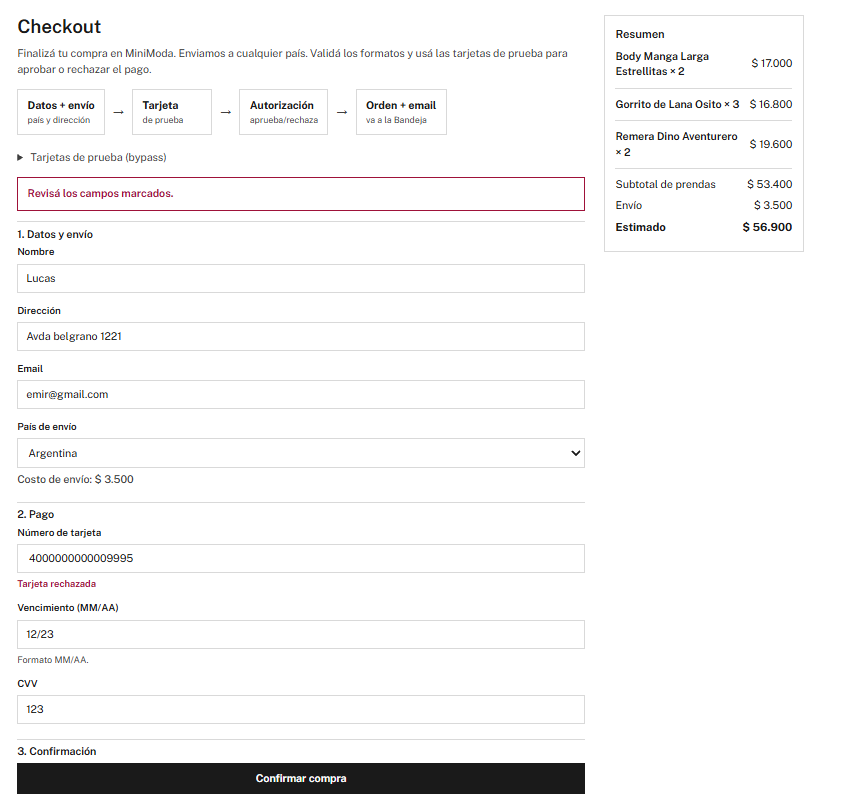 Checkout
Finalizá tu compra en MiniModa. Enviamos a cualquier país. Validá los formatos y usá las tarjetas de prueba para
aprobar o rechazar el pago.
Datos + envío
país y dirección
→
Tarjeta
de prueba
→
Autorización
aprueba/rechaza
→
Orden + email
va a la Bandeja
Tarjetas de prueba (bypass)
Revisá los campos marcados.
1. Datos y envío
Nombre
Lucas
Dirección
Avda belgrano 1221
Email
emir@gmail.com
País de envío
Argentina
Costo de envío: $ 3.500
2. Pago
Número de tarjeta
4000000000009995
Tarjeta rechazada
Vencimiento (MM/AA)
12/23
Formato MM/AA.
CVV
123
3. Confirmación
Confirmar compra
Resumen
Body Manga Larga
Estrellitas × 2 $ 17.000
Gorrito de Lana Osito × 3 $ 16.800
Remera Dino Aventurero
× 2 $ 19.600
Subtotal de prendas $ 53.400
Envío $ 3.500
Estimado $ 56.900